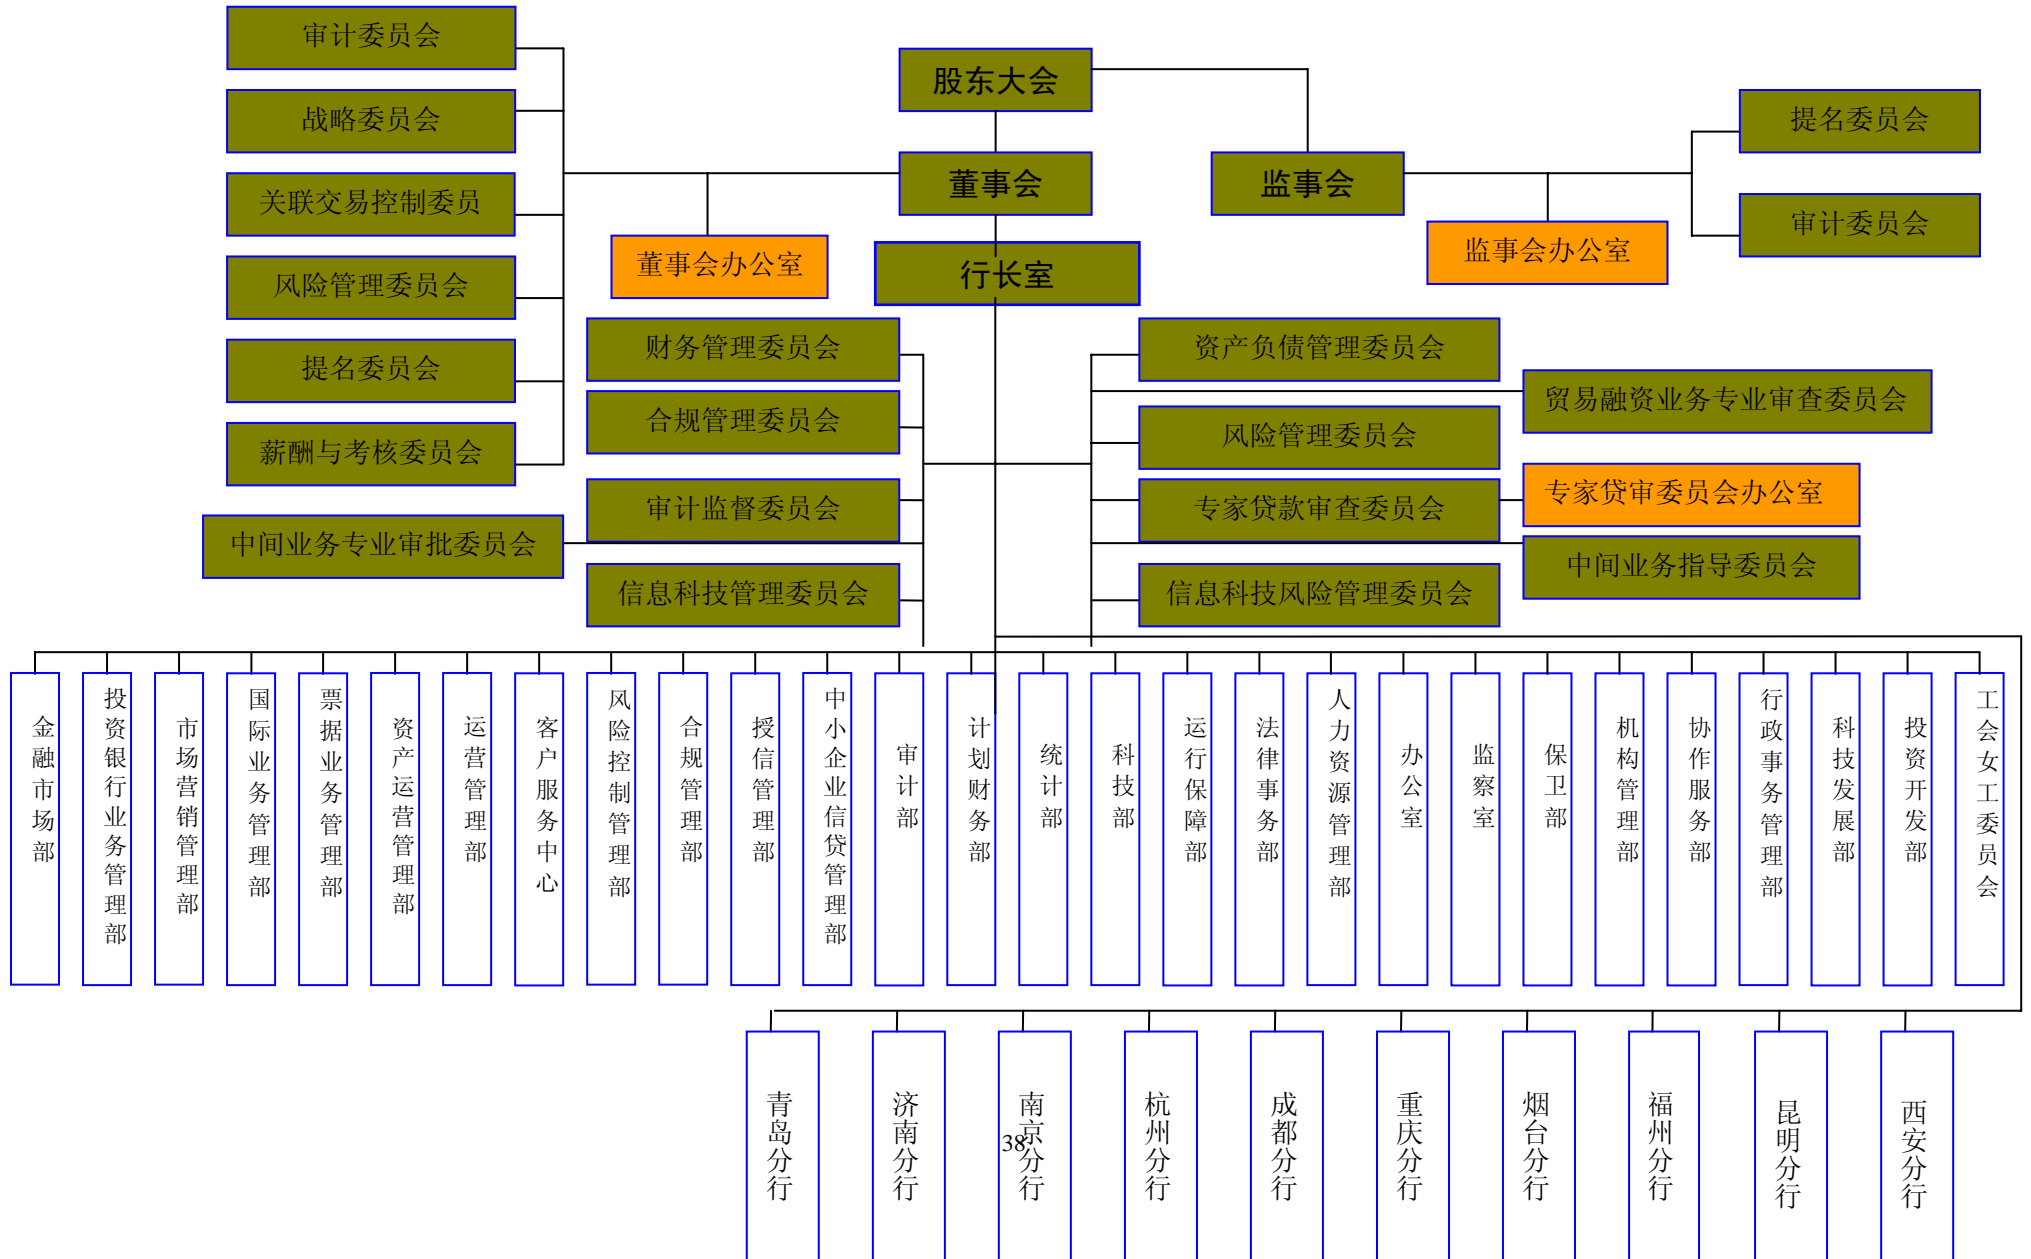 审计委员会
股东大会
战略委员会
提名委员会
关联交易控制委员
董事会
监事会
审计委员会
董事会办公室
监事会办公室
行长室
风险管理委员会
财务管理委员会
资产负债管理委员会
提名委员会
贸易融资业务专业审查委员会
合规管理委员会
风险管理委员会
薪酬与考核委员会
专家贷审委员会办公室
审计监督委员会
专家贷款审查委员会
中间业务专业审批委员会
中间业务指导委员会
信息科技管理委员会
信息科技风险管理委员会
金融市场部
投资银行业务管理部
市场营销管理部
国际业务管理部
票据业务管理部
资产运营管理部
运营管理部
客户服务中心
风险控制管理部
合规管理部
授信管理部
中小企业信贷管理部
审计部
计划财务部
统计部
科技部
运行保障部
法律事务部
人力资源管理部
办公室
监察室
保卫部
机构管理部
协作服务部
行政事务管理部
科技发展部
投资开发部
工会女工委员会
青岛分行
济南分行
南京分行
杭州分行
成都分行
重庆分行
烟台分行
福州分行
昆明分行
西安分行
38